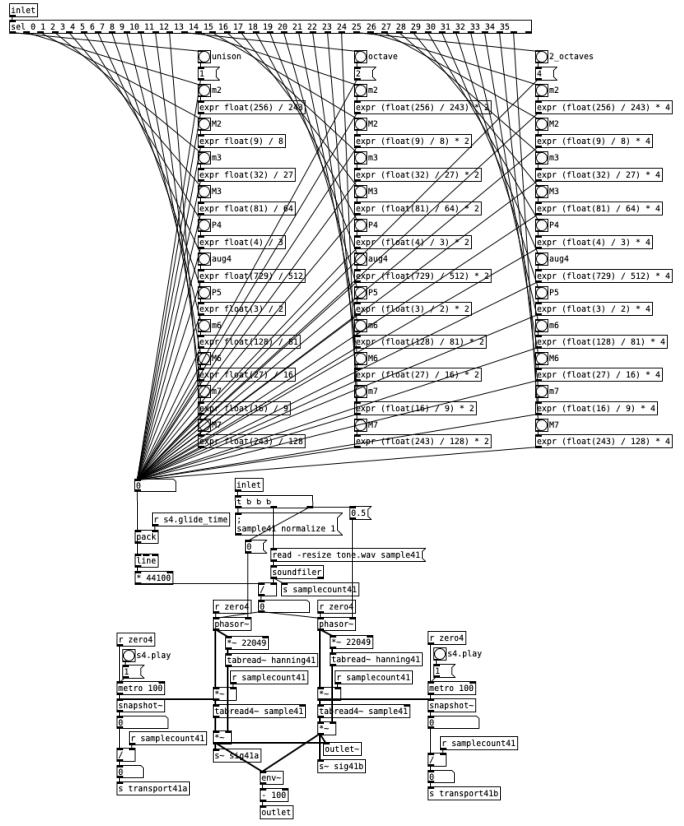 inlet
sel 0 1 2 3 4 5 6 7 8 9 10 11 12 13 14 15 16 17 18 19 20 21 22 23 24 25 26 27 28 29 30 31 32 33 34 35
unison octave 2_octaves
1 2 4
m2 m2 m2
expr float(256) / 243 expr (float(256) / 243) * 2 expr (float(256) / 243) * 4
M2 M2 M2
expr float(9) / 8 expr (float(9) / 8) * 2 expr (float(9) / 8) * 4
m3 m3 m3
expr float(32) / 27 expr (float(32) / 27) * 2 expr (float(32) / 27) * 4
M3 M3 M3
expr float(81) / 64 expr (float(81) / 64) * 2 expr (float(81) / 64) * 4
P4 P4 P4
expr float(4) / 3 expr (float(4) / 3) * 2 expr (float(4) / 3) * 4
aug4 aug4 aug4
expr float(729) / 512 expr (float(729) / 512) * 2 expr (float(729) / 512) * 4
P5 P5 P5
expr float(3) / 2 expr (float(3) / 2) * 2 expr (float(3) / 2) * 4
m6 m6 m6
expr float(128) / 81 expr (float(128) / 81) * 2 expr (float(128) / 81) * 4
M6 M6 M6
expr float(27) / 16 expr (float(27) / 16) * 2 expr (float(27) / 16) * 4
m7 m7 m7
expr float(16) / 9 expr (float(16) / 9) * 2 expr (float(16) / 9) * 4
M7 M7 M7
expr float(243) / 128 expr (float(243) / 128) * 2 expr (float(243) / 128) * 4
0 inlet
t b b b
r s4.glide_time ; 0.5
sample41 normalize 1
pack 0
line read -resize tone.wav sample41
soundfiler
* 44100 / s samplecount41
0
r zero4 r zero4
phasor~ phasor~
r zero4 *~ 22049 *~ 22049 r zero4
s4.play tabread~ hanning41 tabread~ hanning41 s4.play
1 r samplecount41 r samplecount41 1
metro 100 *~ *~ metro 100
snapshot~ tabread4~ sample41 tabread4~ sample41 snapshot~
0 *~ *~ 0
r samplecount41 outlet~ r samplecount41
/ s~ sig41a s~ sig41b /
0 env~ 0
s transport41a - 100 s transport41b
outlet